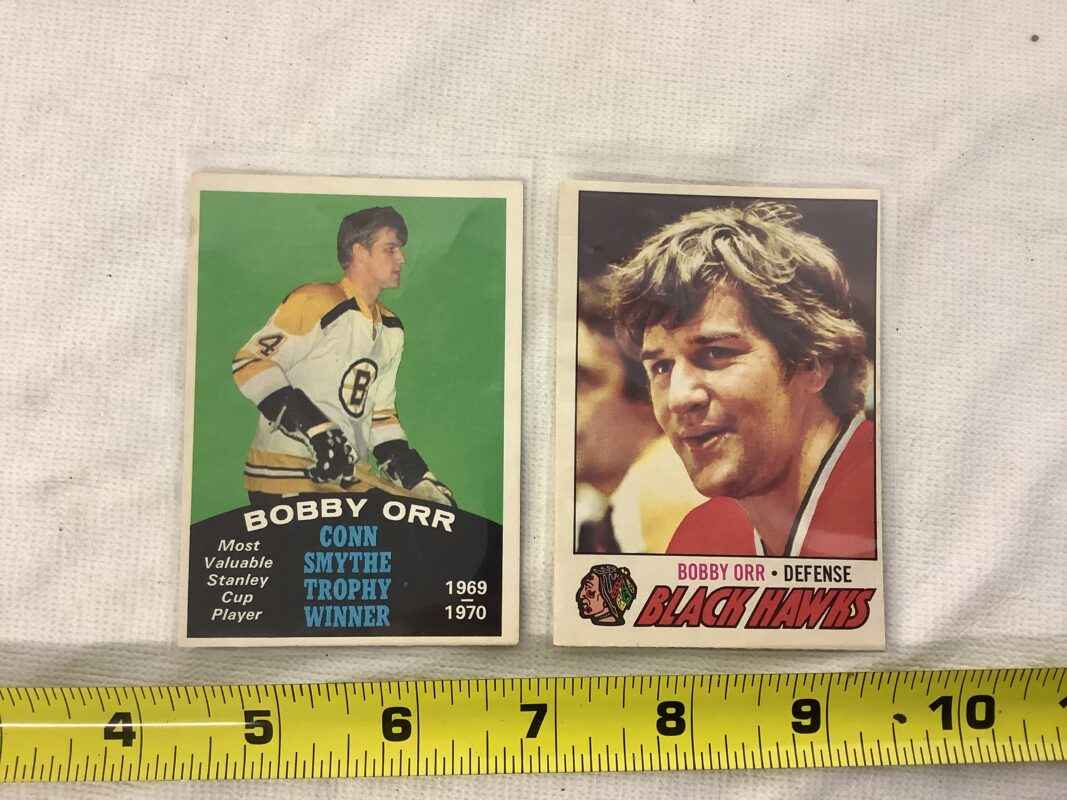 4
B
BOBBY ORR
Most
Valuable
Stanley
Cup
Player
CONN
SMYTHE
TROPHY
WINNER
1969
1970
BOBBY ORR • DEFENSE
BLACK HAWKS
4 5 6 7 8 9 10